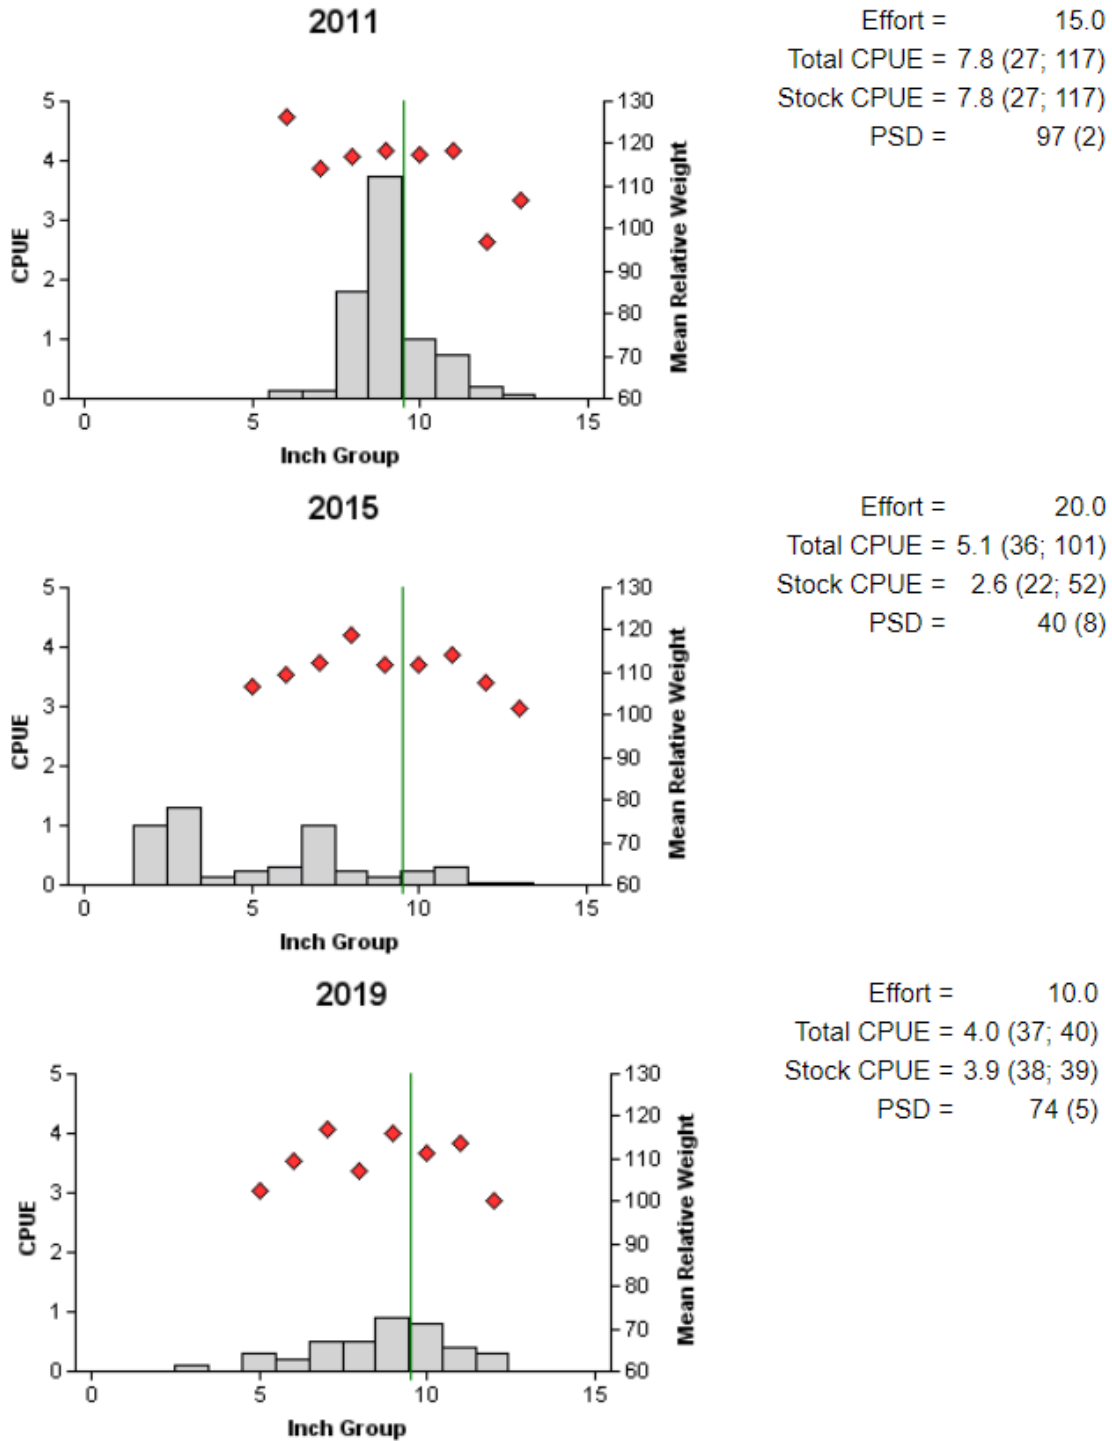 2011
Effort = 15.0
Total CPUE = 7.8 (27; 117)
Stock CPUE = 7.8 (27; 117)
PSD = 97 (2)
5
4
3
2
1
0
CPUE
130
120
110
100
90
80
70
60
Mean Relative Weight
0 5 10 15
Inch Group
2015
Effort = 20.0
Total CPUE = 5.1 (36; 101)
Stock CPUE = 2.6 (22; 52)
PSD = 40 (8)
5
4
3
2
1
0
CPUE
130
120
110
100
90
80
70
60
Mean Relative Weight
0 5 10 15
Inch Group
2019
Effort = 10.0
Total CPUE = 4.0 (37; 40)
Stock CPUE = 3.9 (38; 39)
PSD = 74 (5)
5
4
3
2
1
0
CPUE
130
120
110
100
90
80
70
60
Mean Relative Weight
0 5 10 15
Inch Group